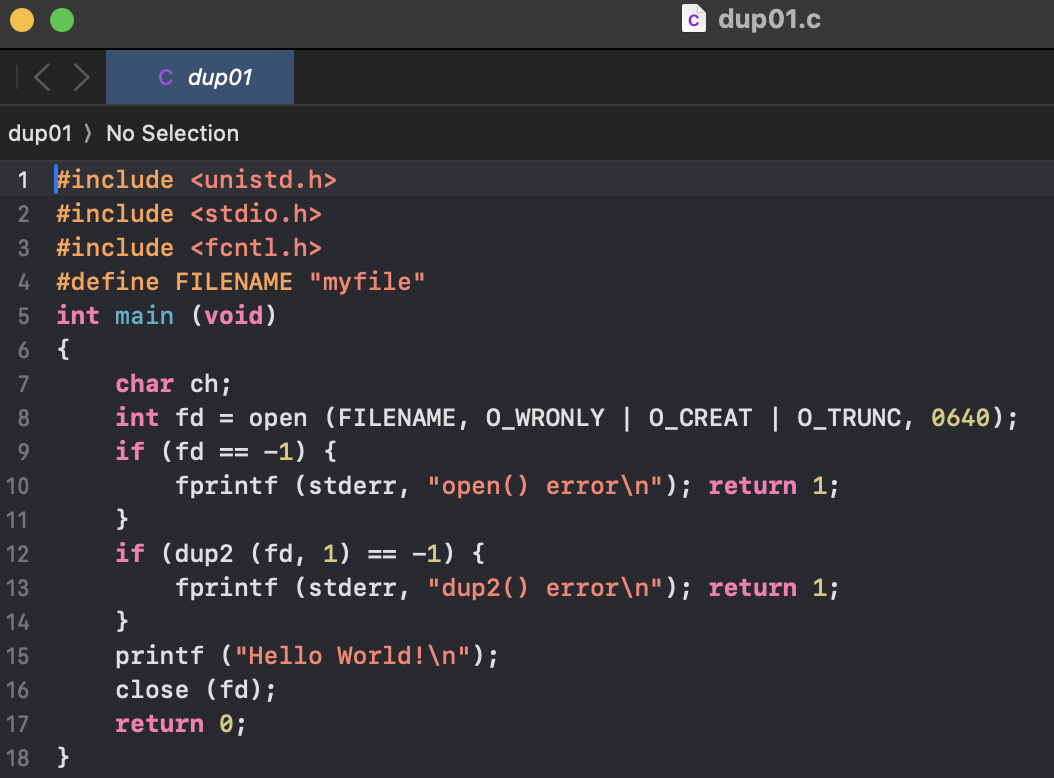 dup01.c
C dup01
dup01 〉 No Selection
1 #include <unistd.h>
2 #include <stdio.h>
3 #include <fcntl.h>
4 #define FILENAME "myfile"
5 int main (void)
6 {
7     char ch;
8     int fd = open (FILENAME, O_WRONLY | O_CREAT | O_TRUNC, 0640);
9     if (fd == -1) {
10         fprintf (stderr, "open() error\n"); return 1;
11     }
12     if (dup2 (fd, 1) == -1) {
13         fprintf (stderr, "dup2() error\n"); return 1;
14     }
15     printf ("Hello World!\n");
16     close (fd);
17     return 0;
18 }